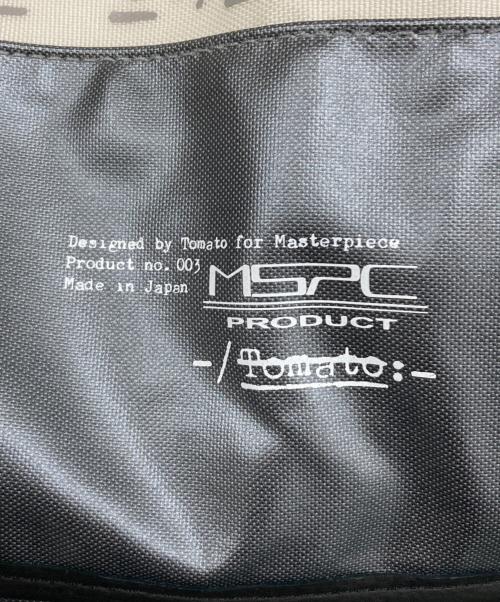 Designed by Tomato for Masterpiece
Product no. 003
Made in Japan
MSPC
PRODUCT
-/Tomato:-